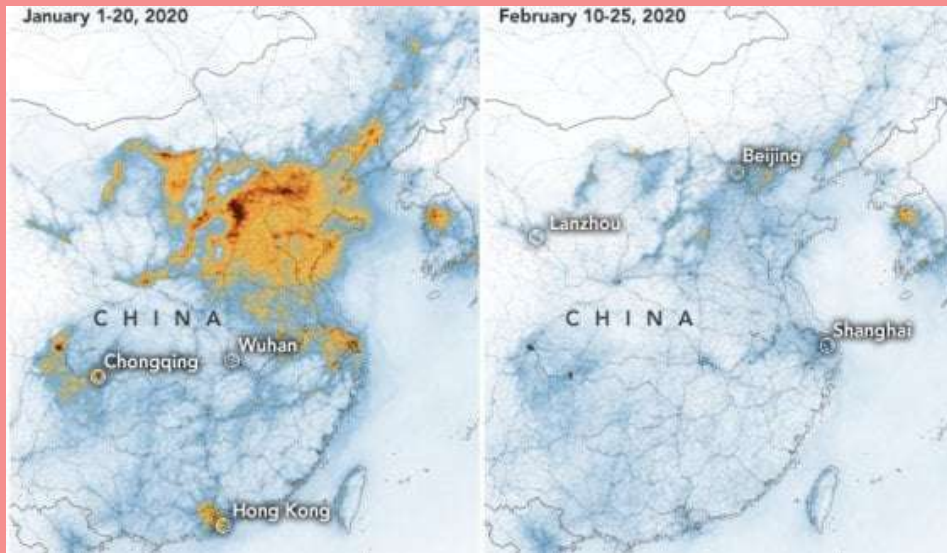 January 1-20, 2020
CHINA
Wuhan
Chongqing
Hong Kong
February 10-25, 2020
Beijing
Lanzhou
CHINA
Shanghai